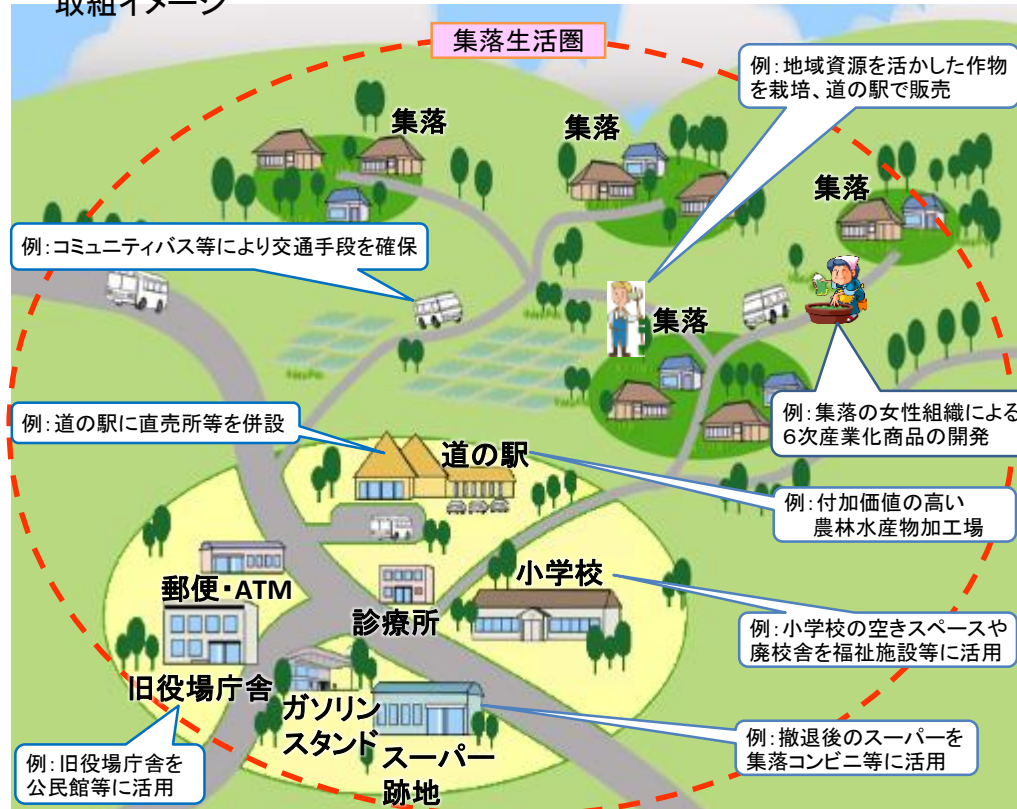 取組イメージ
集落生活圏
例：地域資源を活かした作物
を栽培、道の駅で販売
集落
集落
集落
例：コミュニティバス等により交通手段を確保
集落
例：道の駅に直売所等を併設
例：集落の女性組織による
６次産業化商品の開発
道の駅
例：付加価値の高い
農林水産物加工場
小学校
郵便・ATM
診療所
例：小学校の空きスペースや
廃校舎を福祉施設等に活用
旧役場庁舎
ガソリン
スタンド
スーパー
跡地
例：撤退後のスーパーを
集落コンビニ等に活用
例：旧役場庁舎を
公民館等に活用